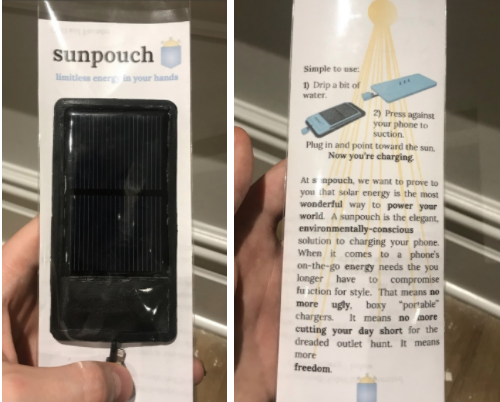 sunpouch
limitless energy in your hands
Simple to use:
1) Drip a bit of
water.
2) Press against
your phone to
suction.
Plug in and point toward the sun.
Now you're charging.
At sunpouch, we want to prove to
you that solar energy is the most
wonderful way to power your
world. A sunpouch is the elegant,
environmentally-conscious
solution to charging your phone.
When it comes to a phone's
on-the-go energy needs the you
longer have to compromise
function for style. That means no
more ugly, boxy "portable"
chargers. It means no more
cutting your day short for the
dreaded outlet hunt. It means
more
freedom.